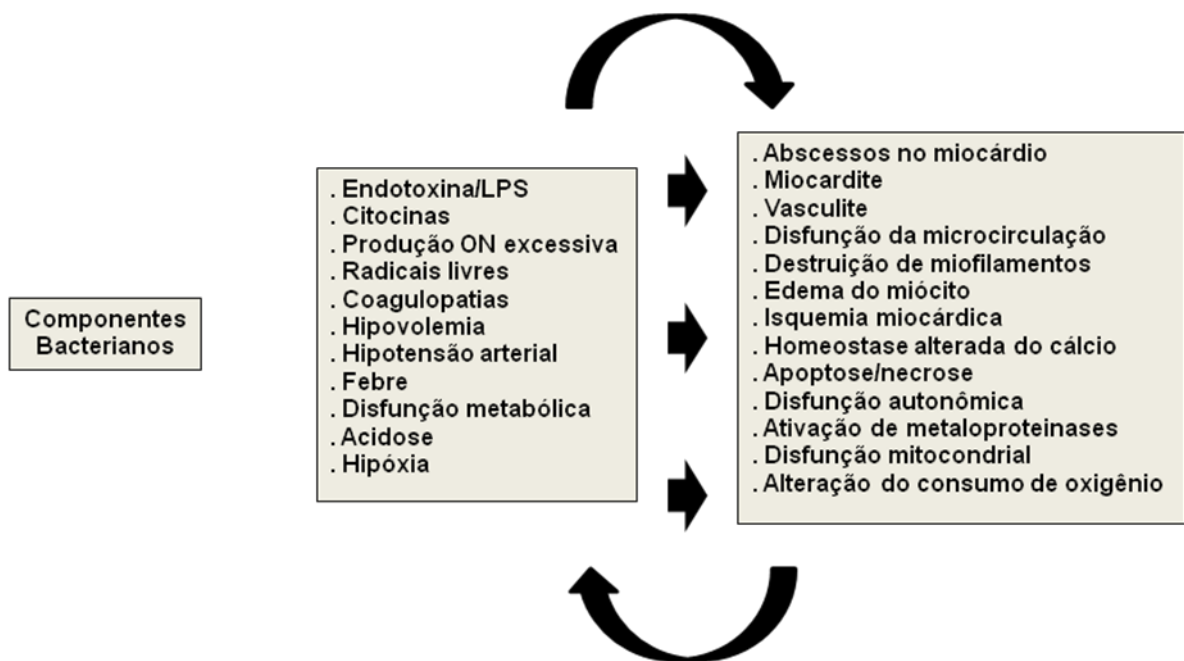 Componentes
Bacterianos
. Endotoxina/LPS
. Citocinas
. Produção ON excessiva
. Radicais livres
. Coagulopatias
. Hipovolemia
. Hipotensão arterial
. Febre
. Disfunção metabólica
. Acidose
. Hipóxia
. Abscessos no miocárdio
. Miocardite
. Vasculite
. Disfunção da microcirculação
. Destruição de miofilamentos
. Edema do miócito
. Isquemia miocárdica
. Homeostase alterada do cálcio
. Apoptose/necrose
. Disfunção autonômica
. Ativação de metaloproteinases
. Disfunção mitocondrial
. Alteração do consumo de oxigênio